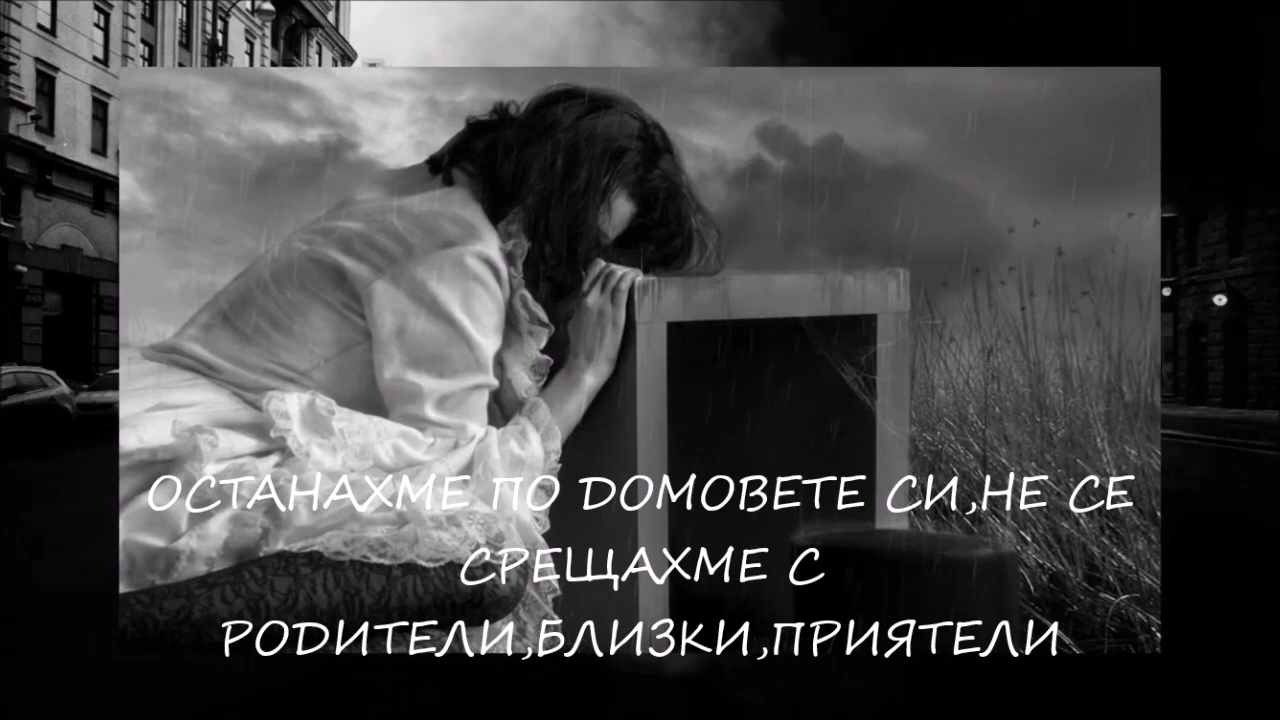 ОСТАНАХМЕ ПО ДОМОВЕТЕ СИ,НЕ СЕ
СРЕЩАХМЕ С
РОДИТЕЛИ,БЛИЗКИ,ПРИЯТЕЛИ